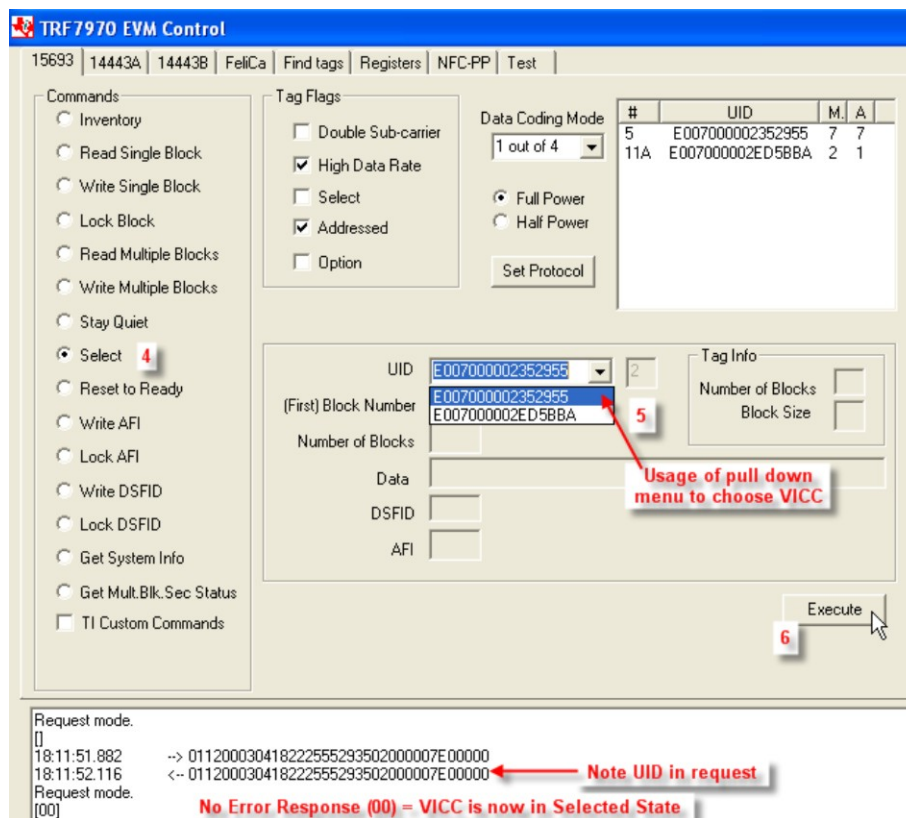 TRF7970 EVM Control
15693 14443A 14443B FeliCa Find tags Registers NFC-PP Test
Commands
Inventory
Read Single Block
Write Single Block
Lock Block
Read Multiple Blocks
Write Multiple Blocks
Stay Quiet
Select 4
Reset to Ready
Write AFI
Lock AFI
Write DSFID
Lock DSFID
Get System Info
Get Mult.Blk.Sec Status
TI Custom Commands
Tag Flags
Double Sub-carrier
High Data Rate
Select
Addressed
Option
Data Coding Mode
1 out of 4
Full Power
Half Power
Set Protocol
# UID M. A
5 E007000002352955 7 7
11A E007000002ED5BBA 2 1
UID E007000002352955 2
E007000002352955
E007000002ED5BBA
5
(First) Block Number
Number of Blocks
Data
DSFID
AFI
Tag Info
Number of Blocks
Block Size
Usage of pull down
menu to choose VICC
Execute
6
Request mode.
[]
18:11:51.882 --> 011200030418222555293502000007E00000
18:11:52.116 <-- 011200030418222555293502000007E00000 Note UID in request
Request mode.
[00] No Error Response (00) = VICC is now in Selected State